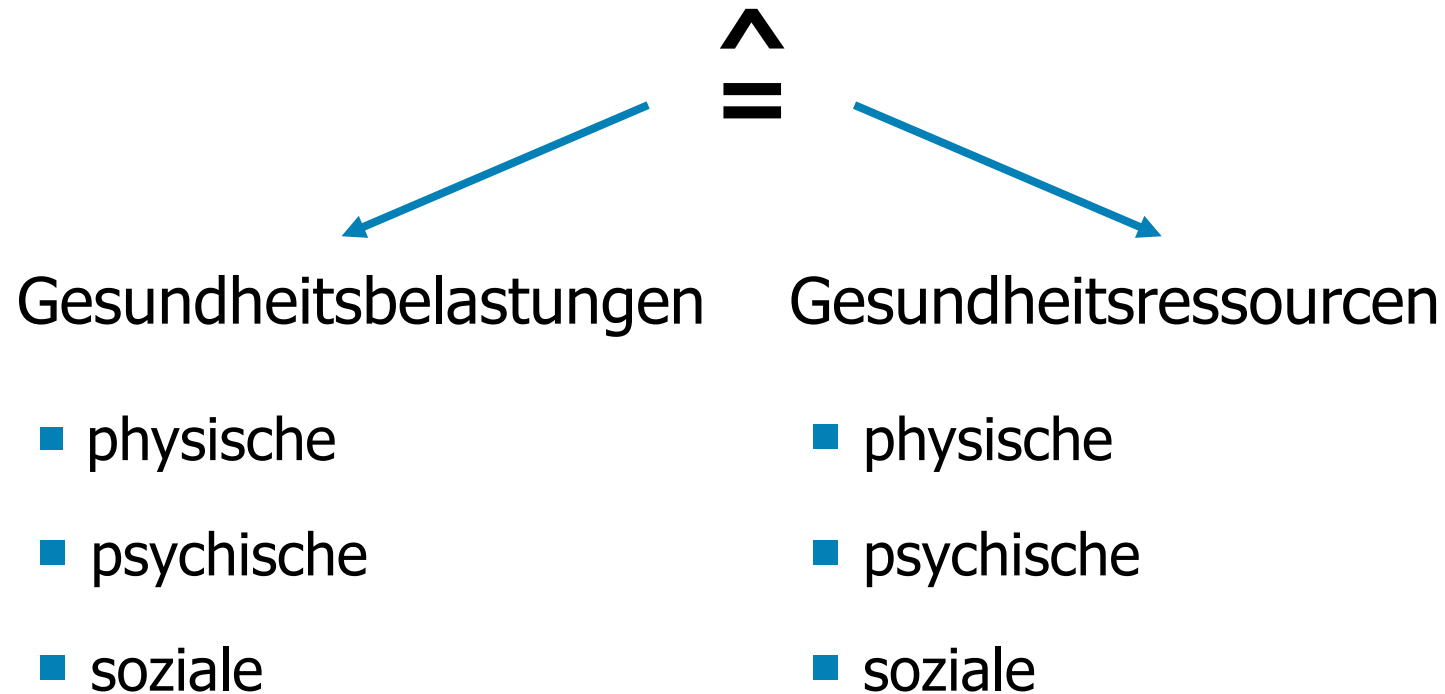 ≙
Gesundheitsbelastungen Gesundheitsressourcen
■ physische ■ physische
■ psychische ■ psychische
■ soziale ■ soziale